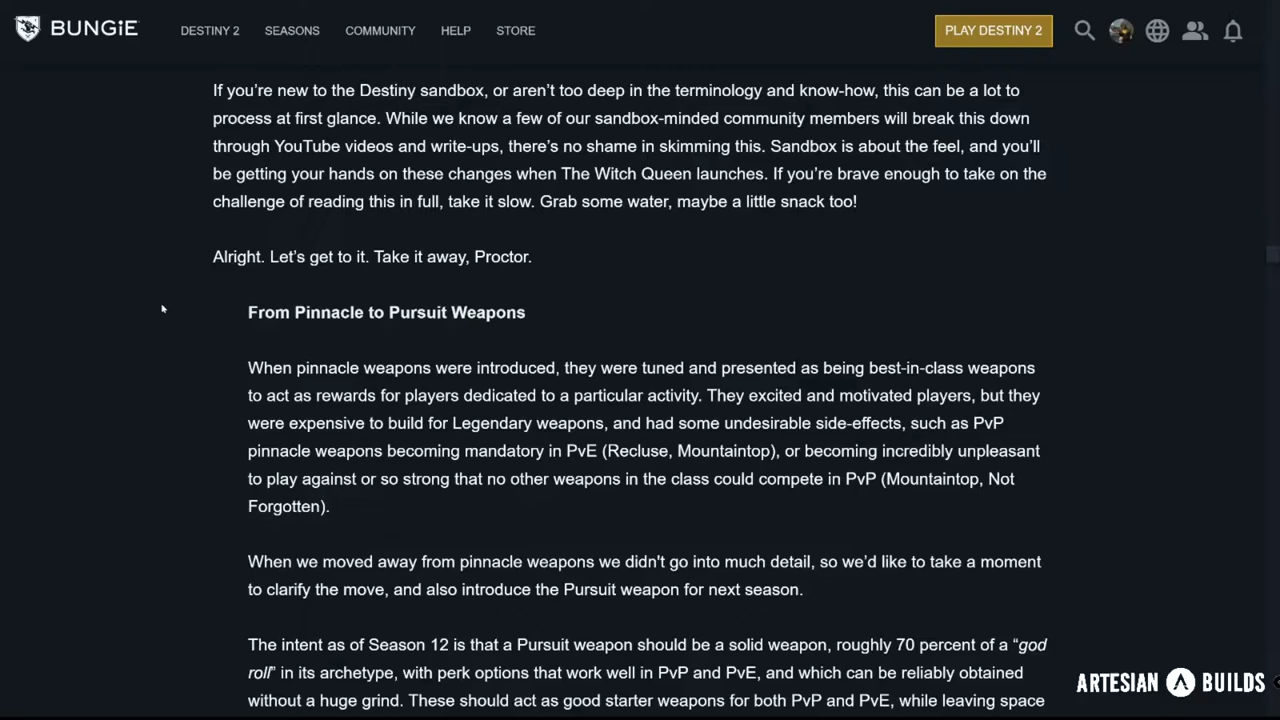 BUNGiE
DESTINY 2 SEASONS COMMUNITY HELP STORE PLAY DESTINY 2
If you’re new to the Destiny sandbox, or aren’t too deep in the terminology and know-how, this can be a lot to
process at first glance. While we know a few of our sandbox-minded community members will break this down
through YouTube videos and write-ups, there’s no shame in skimming this. Sandbox is about the feel, and you’ll
be getting your hands on these changes when The Witch Queen launches. If you’re brave enough to take on the
challenge of reading this in full, take it slow. Grab some water, maybe a little snack too!
Alright. Let’s get to it. Take it away, Proctor.
From Pinnacle to Pursuit Weapons
When pinnacle weapons were introduced, they were tuned and presented as being best-in-class weapons
to act as rewards for players dedicated to a particular activity. They excited and motivated players, but they
were expensive to build for Legendary weapons, and had some undesirable side-effects, such as PvP
pinnacle weapons becoming mandatory in PvE (Recluse, Mountaintop), or becoming incredibly unpleasant
to play against or so strong that no other weapons in the class could compete in PvP (Mountaintop, Not
Forgotten).
When we moved away from pinnacle weapons we didn't go into much detail, so we’d like to take a moment
to clarify the move, and also introduce the Pursuit weapon for next season.
The intent as of Season 12 is that a Pursuit weapon should be a solid weapon, roughly 70 percent of a “god
roll” in its archetype, with perk options that work well in PvP and PvE, and which can be reliably obtained
without a huge grind. These should act as good starter weapons for both PvP and PvE, while leaving space
ARTESIAN BUILDS